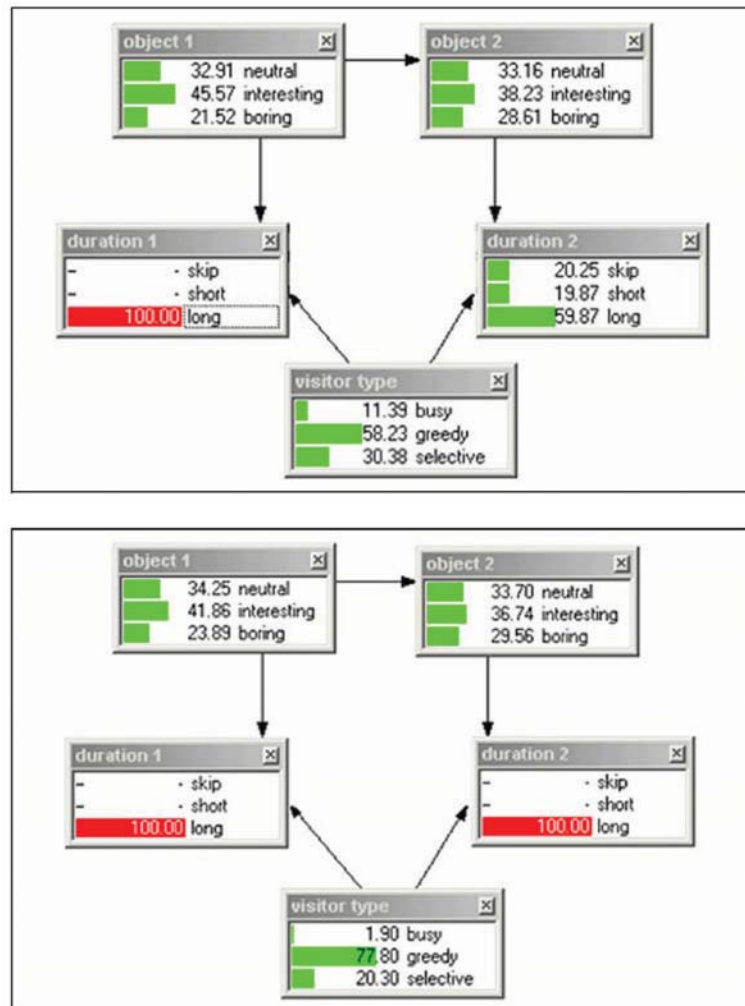 object 1
32.91 neutral
45.57 interesting
21.52 boring
object 2
33.16 neutral
38.23 interesting
28.61 boring
duration 1
- - skip
- - short
100.00 long
duration 2
20.25 skip
19.87 short
59.87 long
visitor type
11.39 busy
58.23 greedy
30.38 selective
object 1
34.25 neutral
41.86 interesting
23.89 boring
object 2
33.70 neutral
36.74 interesting
29.56 boring
duration 1
- - skip
- - short
100.00 long
duration 2
- - skip
- - short
100.00 long
visitor type
1.90 busy
77.80 greedy
20.30 selective